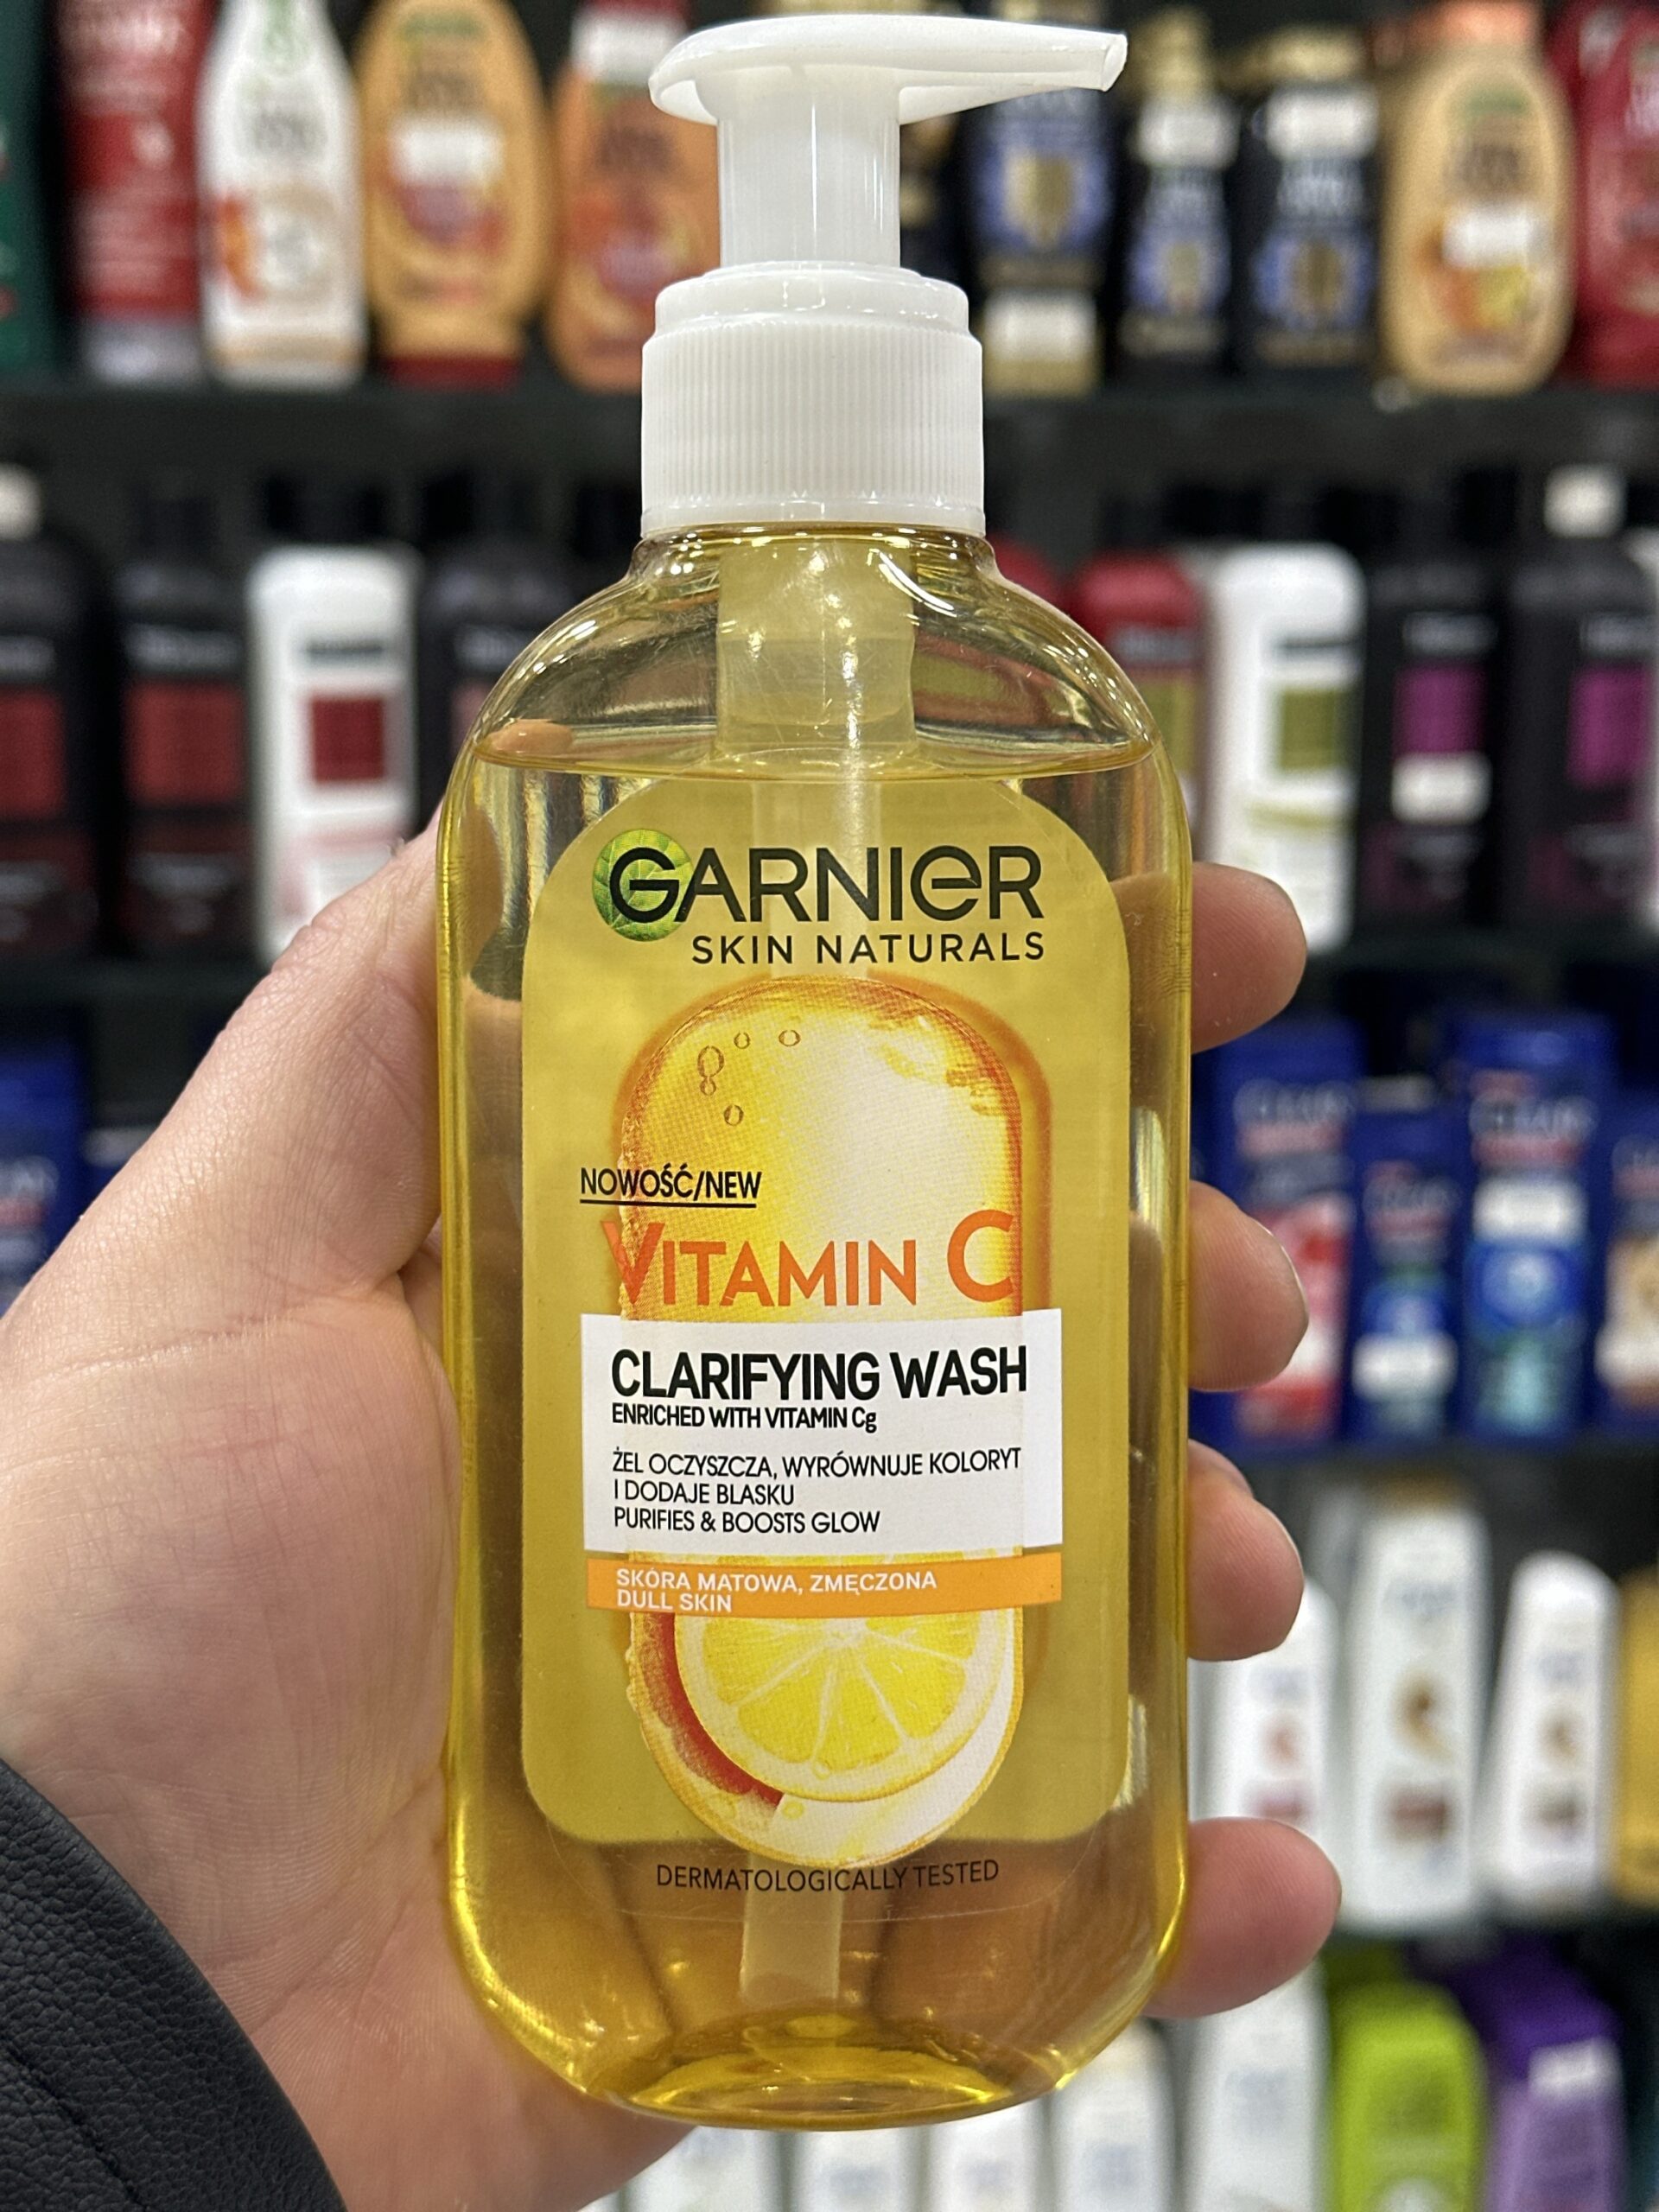 GARNIER
SKIN NATURALS
NOWOŚĆ/NEW
VITAMIN C
CLARIFYING WASH
ENRICHED WITH VITAMIN Cg
ŻEL OCZYSZCZA, WYRÓWNUJE KOLORYT
I DODAJE BLASKU
PURIFIES & BOOSTS GLOW
SKÓRA MATOWA, ZMĘCZONA
DULL SKIN
DERMATOLOGICALLY TESTED